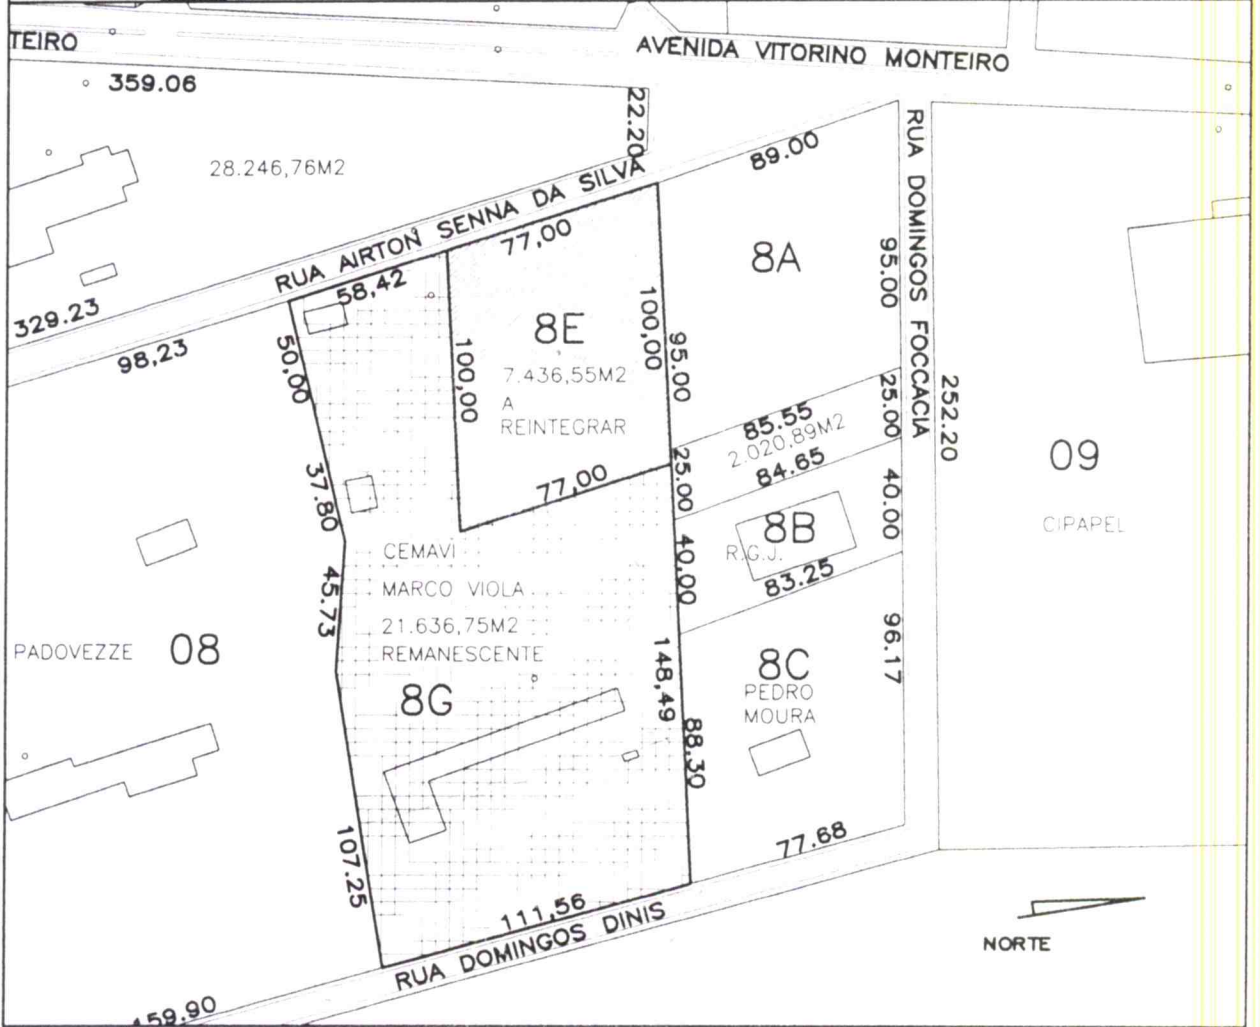 TEIRO
AVENIDA VITORINO MONTEIRO
359.06
22.20
28.246,76M2
89.00
RUA AIRTON SENNA DA SILVA
RUA DOMINGOS FOCCACIA
77,00
58,42
8A
95.00
329.23
98,23
50,00
100,00
8E
7.436,55M2
A
REINTEGRAR
100,00
95.00
25.00
252.20
85.55
2.020,89M2
84.65
77,00
25.00
09
CIPAPEL
37.80
40.00
8B
R.G.J.
83.25
40,00
CEMAVI
MARCO VIOLA
21.636,75M2
REMANESCENTE
8G
45.73
PADOVEZZE 08
148,49
96.17
8C
PEDRO
MOURA
88,30
107.25
77.68
111,56
RUA DOMINGOS DINIS
NORTE
159.90